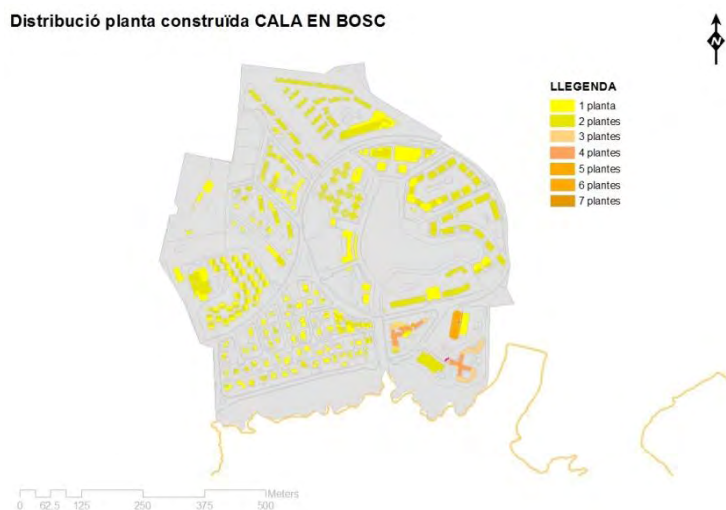 Distribució planta construïda CALA EN BOSC
N
LLEGENDA
1 planta
2 plantes
3 plantes
4 plantes
5 plantes
6 plantes
7 plantes
Meters
0 62.5 125 250 375 500